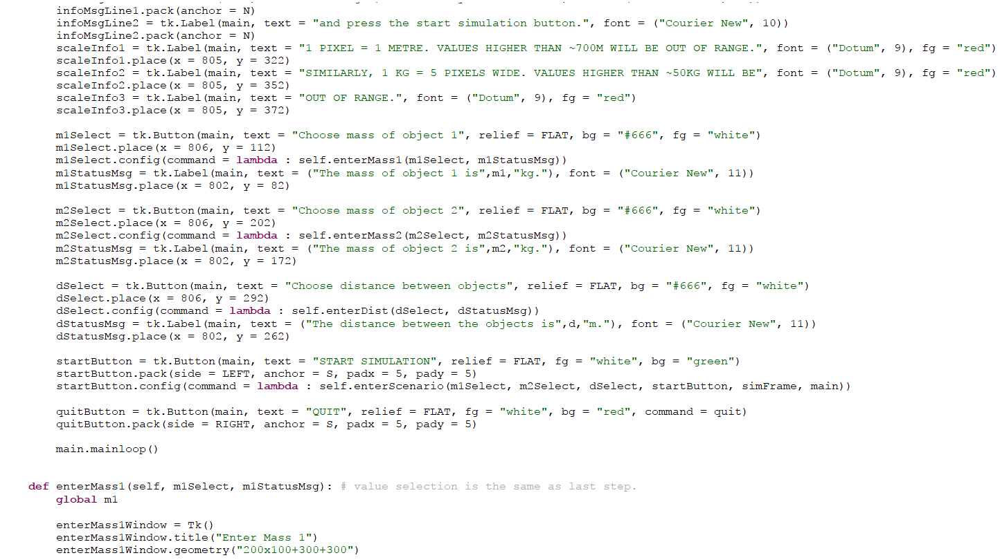 infoMsgLine1.pack(anchor = N)
infoMsgLine2 = tk.Label(main, text = "and press the start simulation button.", font = ("Courier New", 10))
infoMsgLine2.pack(anchor = N)
scaleInfo1 = tk.Label(main, text = "1 PIXEL = 1 METRE. VALUES HIGHER THAN ~700M WILL BE OUT OF RANGE.", font = ("Dotum", 9), fg = "red")
scaleInfo1.place(x = 805, y = 322)
scaleInfo2 = tk.Label(main, text = "SIMILARLY, 1 KG = 5 PIXELS WIDE. VALUES HIGHER THAN ~50KG WILL BE", font = ("Dotum", 9), fg = "red")
scaleInfo2.place(x = 805, y = 352)
scaleInfo3 = tk.Label(main, text = "OUT OF RANGE.", font = ("Dotum", 9), fg = "red")
scaleInfo3.place(x = 805, y = 372)

m1Select = tk.Button(main, text = "Choose mass of object 1", relief = FLAT, bg = "#666", fg = "white")
m1Select.place(x = 806, y = 112)
m1Select.config(command = lambda : self.enterMass1(m1Select, m1StatusMsg))
m1StatusMsg = tk.Label(main, text = ("The mass of object 1 is",m1,"kg."), font = ("Courier New", 11))
m1StatusMsg.place(x = 802, y = 82)

m2Select = tk.Button(main, text = "Choose mass of object 2", relief = FLAT, bg = "#666", fg = "white")
m2Select.place(x = 806, y = 202)
m2Select.config(command = lambda : self.enterMass2(m2Select, m2StatusMsg))
m2StatusMsg = tk.Label(main, text = ("The mass of object 2 is",m2,"kg."), font = ("Courier New", 11))
m2StatusMsg.place(x = 802, y = 172)

dSelect = tk.Button(main, text = "Choose distance between objects", relief = FLAT, bg = "#666", fg = "white")
dSelect.place(x = 806, y = 292)
dSelect.config(command = lambda : self.enterDist(dSelect, dStatusMsg))
dStatusMsg = tk.Label(main, text = ("The distance between the objects is",d,"m."), font = ("Courier New", 11))
dStatusMsg.place(x = 802, y = 262)

startButton = tk.Button(main, text = "START SIMULATION", relief = FLAT, fg = "white", bg = "green")
startButton.pack(side = LEFT, anchor = S, padx = 5, pady = 5)
startButton.config(command = lambda : self.enterScenario(m1Select, m2Select, dSelect, startButton, simFrame, main))

quitButton = tk.Button(main, text = "QUIT", relief = FLAT, fg = "white", bg = "red", command = quit)
quitButton.pack(side = RIGHT, anchor = S, padx = 5, pady = 5)

main.mainloop()

def enterMass1(self, m1Select, m1StatusMsg): # value selection is the same as last step.
global m1

enterMass1Window = Tk()
enterMass1Window.title("Enter Mass 1")
enterMass1Window.geometry("200x100+300+300")